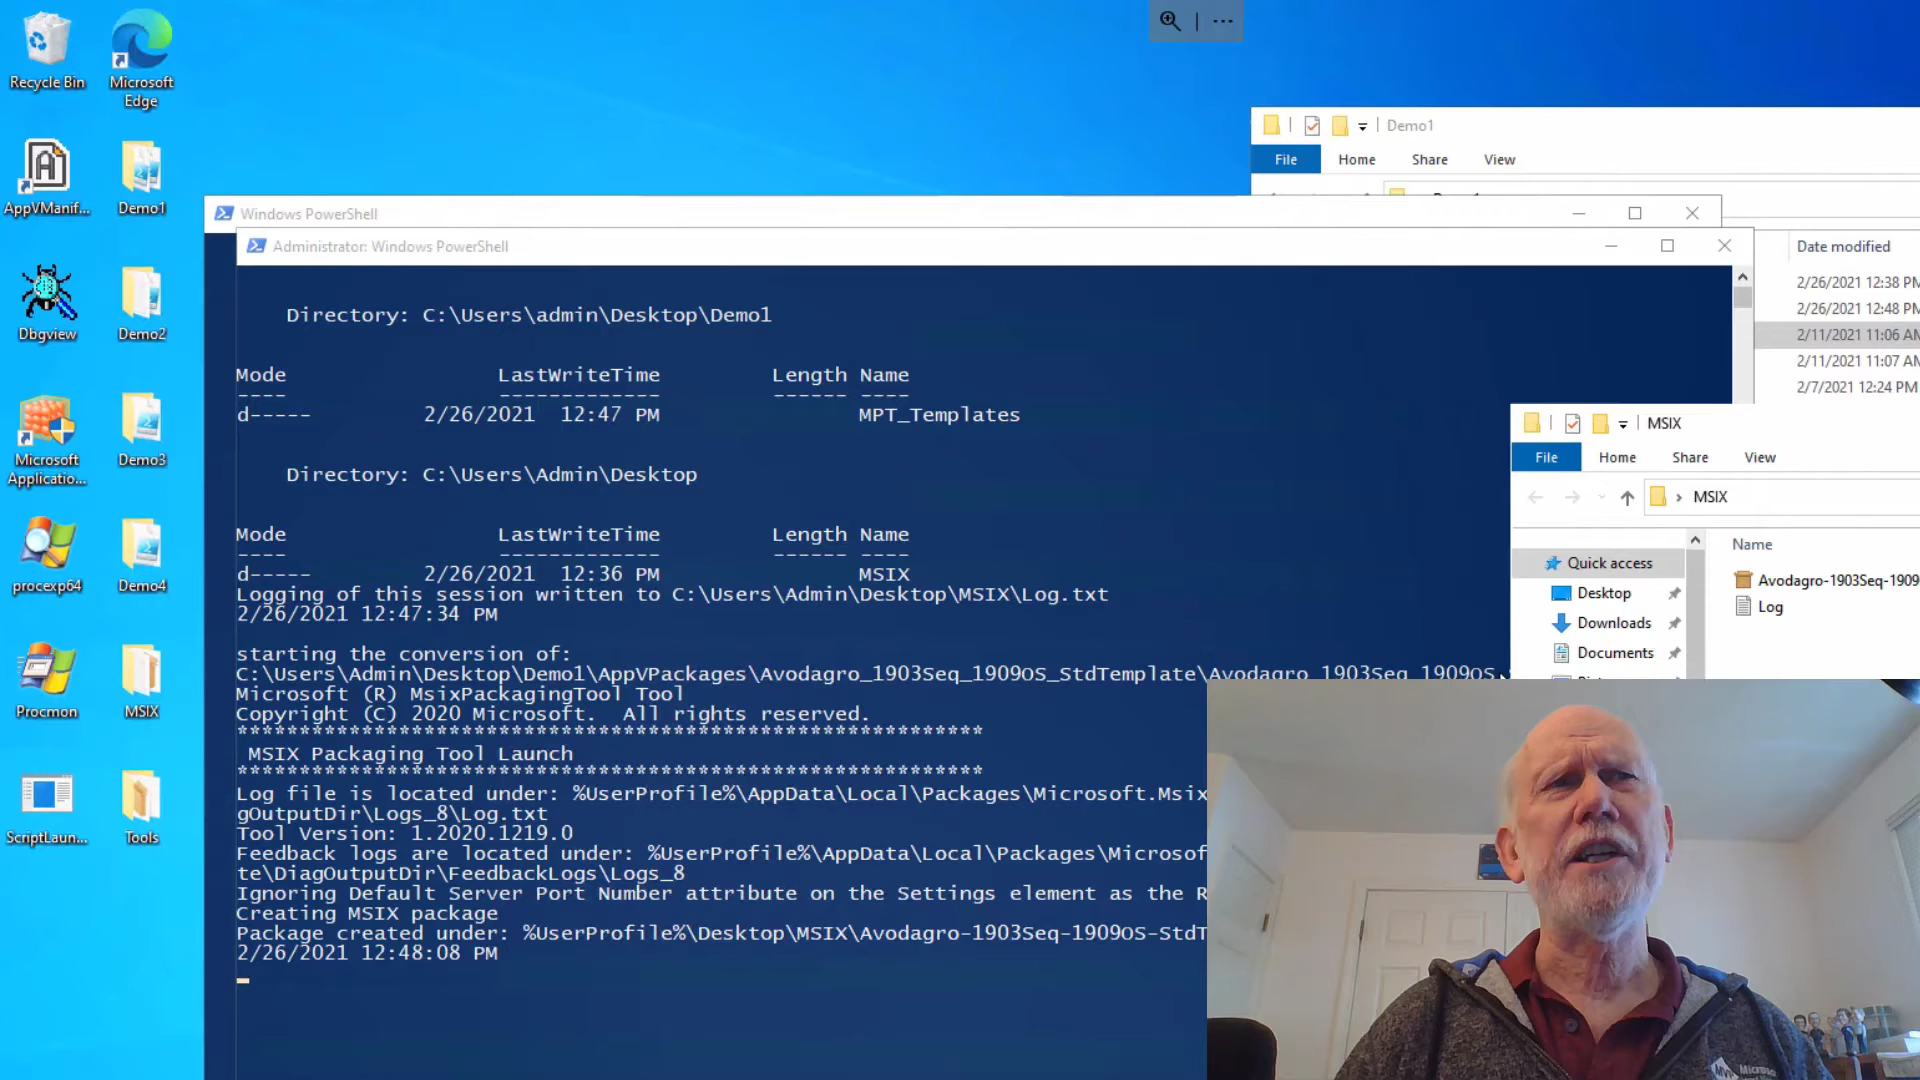 Recycle Bin
Microsoft
Edge
AppVManif...
Demo1
Dbgview
Demo2
Microsoft
Applicatio...
Demo3
procexp64
Demo4
Procmon
MSIX
ScriptLaun...
Tools
Demo1
File Home Share View
Date modified
2/26/2021 12:38 PM
2/26/2021 12:48 PM
2/11/2021 11:06 AM
2/11/2021 11:07 AM
2/7/2021 12:24 PM
Windows PowerShell
Administrator: Windows PowerShell
Directory: C:\Users\admin\Desktop\Demo1
Mode LastWriteTime Length Name
---- ------------- ------ ----
d----- 2/26/2021 12:47 PM MPT_Templates
Directory: C:\Users\Admin\Desktop
Mode LastWriteTime Length Name
---- ------------- ------ ----
d----- 2/26/2021 12:36 PM MSIX
Logging of this session written to C:\Users\Admin\Desktop\MSIX\Log.txt
2/26/2021 12:47:34 PM
starting the conversion of:
C:\Users\Admin\Desktop\Demo1\AppVPackages\Avodagro_1903Seq_1909OS_StdTemplate\Avodagro_1903Seq_1909OS
Microsoft (R) MsixPackagingTool Tool
Copyright (C) 2020 Microsoft. All rights reserved.
************************************************************
MSIX Packaging Tool Launch
************************************************************
Log file is located under: %UserProfile%\AppData\Local\Packages\Microsoft.Msix
gOutputDir\Logs_8\Log.txt
Tool Version: 1.2020.1219.0
Feedback logs are located under: %UserProfile%\AppData\Local\Packages\Microsof
te\DiagOutputDir\FeedbackLogs\Logs_8
Ignoring Default Server Port Number attribute on the Settings element as the R
Creating MSIX package
Package created under: %UserProfile%\Desktop\MSIX\Avodagro-1903Seq-1909OS-StdT
2/26/2021 12:48:08 PM
MSIX
File Home Share View
MSIX
Name
Quick access
Desktop
Downloads
Documents
Avodagro-1903Seq-1909
Log